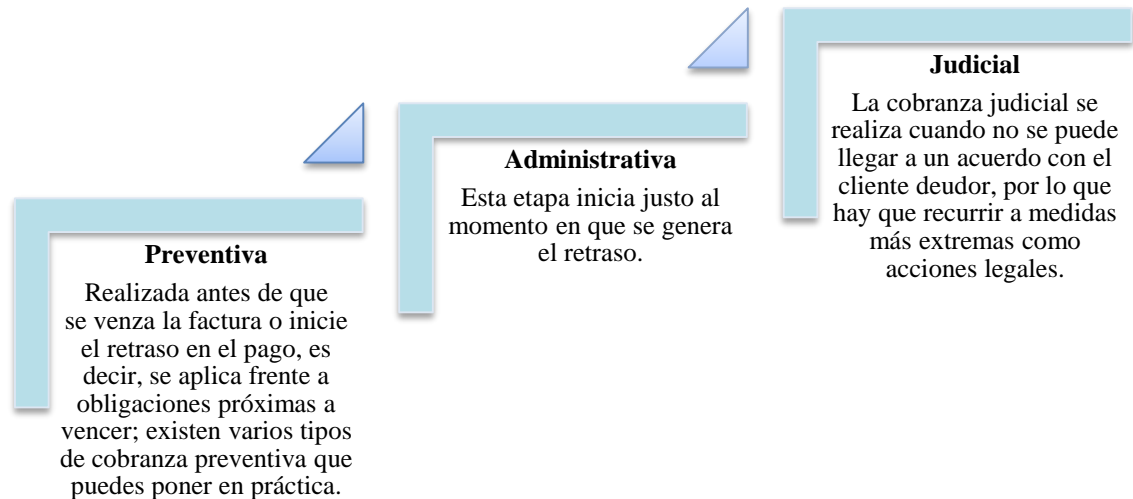 Preventiva
Realizada antes de que
se venza la factura o inicie
el retraso en el pago, es
decir, se aplica frente a
obligaciones próximas a
vencer; existen varios tipos
de cobranza preventiva que
puedes poner en práctica.
Administrativa
Esta etapa inicia justo al
momento en que se genera
el retraso.
Judicial
La cobranza judicial se
realiza cuando no se puede
llegar a un acuerdo con el
cliente deudor, por lo que
hay que recurrir a medidas
más extremas como
acciones legales.